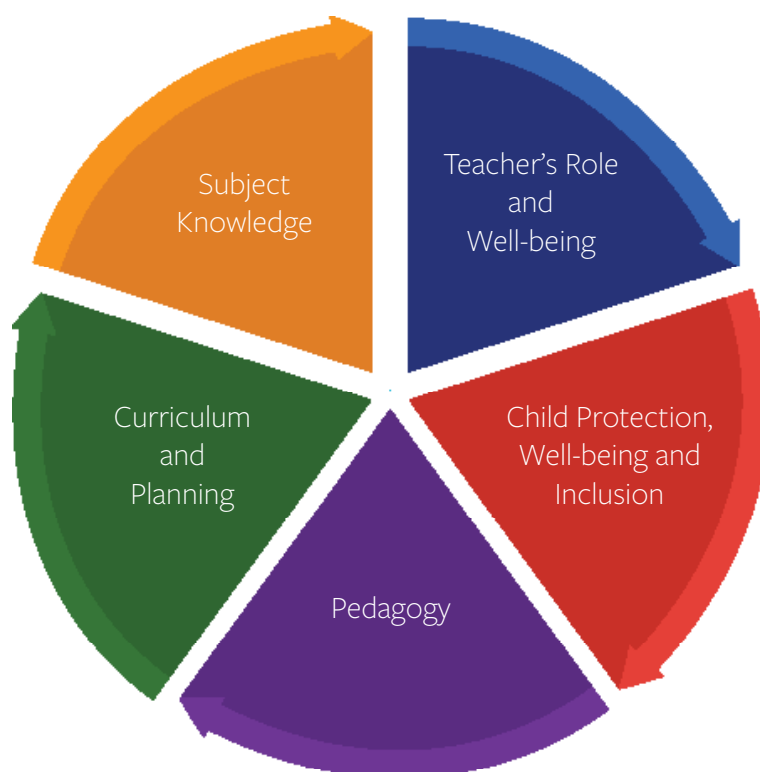 Subject
Knowledge
Teacher’s Role
and
Well-being
Child Protection,
Well-being and
Inclusion
Pedagogy
Curriculum
and
Planning